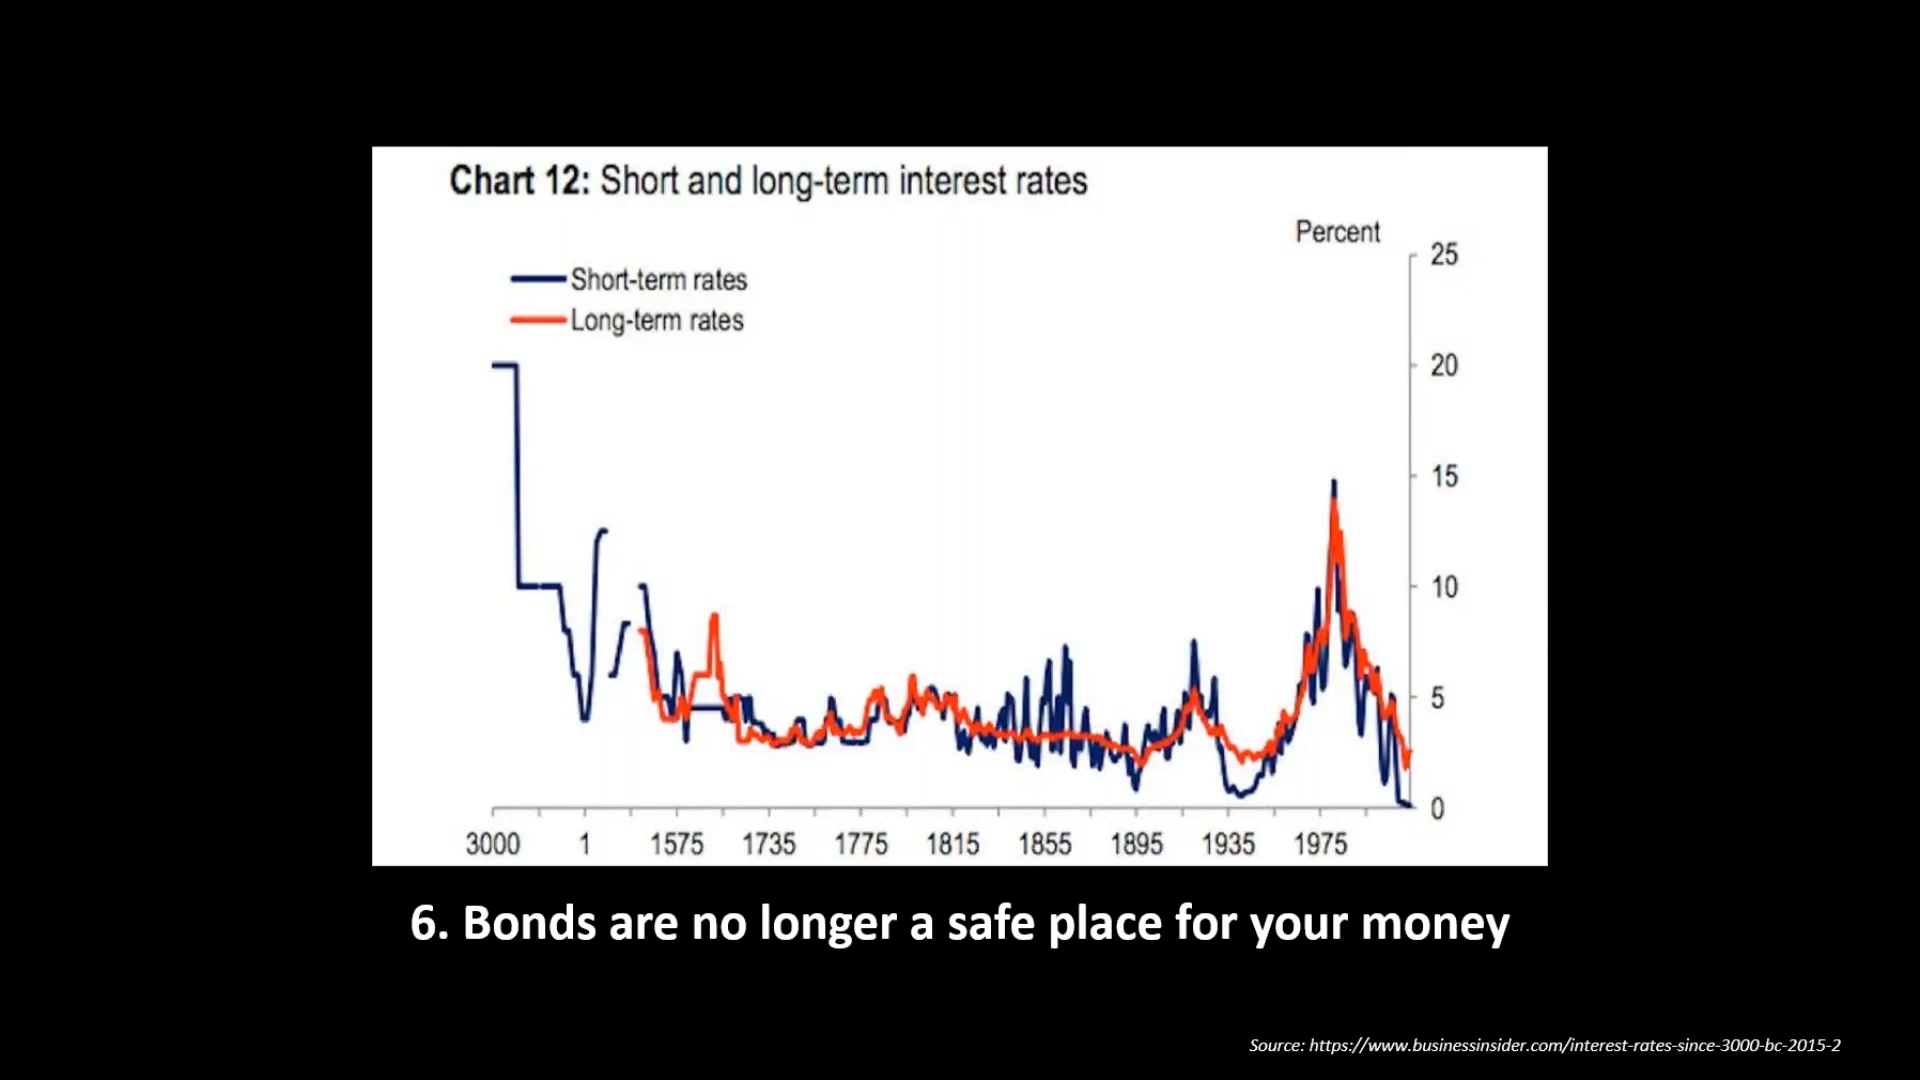 Chart 12: Short and long-term interest rates
Percent
25
Short-term rates
Long-term rates
20
15
10
5
0
3000 1 1575 1735 1775 1815 1855 1895 1935 1975
6. Bonds are no longer a safe place for your money
Source: https://www.businessinsider.com/interest-rates-since-3000-bc-2015-2